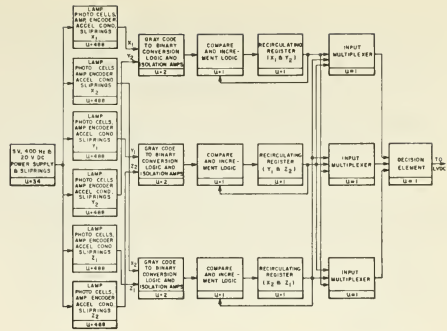 LAMP
PHOTO CELLS,
AMP, ENCODER
ACCEL COND.
SLIPRINGS
X1
U=488
LAMP
PHOTO CELLS,
AMP, ENCODER
ACCEL COND.
SLIPRINGS
X2
U=488
LAMP
PHOTO CELLS,
AMP, ENCODER
ACCEL COND.
SLIPRINGS
Y1
U=488
LAMP
PHOTO CELLS,
AMP, ENCODER
ACCEL COND.
SLIPRINGS
Y2
U=488
LAMP
PHOTO CELLS,
AMP, ENCODER
ACCEL COND.
SLIPRINGS
Z1
U=488
LAMP
PHOTO CELLS,
AMP, ENCODER
ACCEL COND.
SLIPRINGS
Z2
U=488
5V, 400 Hz &
20 V DC
POWER SUPPLY
& SLIPRINGS
U=34
X1
Y2
GRAY CODE
TO BINARY
CONVERSION
LOGIC AND
ISOLATION AMPS
U=2
COMPARE
AND INCRE-
MENT LOGIC
U=1
RECIRCULATING
REGISTER
(X1 & Y2)
U=1
INPUT
MULTIPLEXER
U=1
Y1
Z2
GRAY CODE
TO BINARY
CONVERSION
LOGIC AND
ISOLATION AMPS
U=2
COMPARE
AND INCRE-
MENT LOGIC
U=1
RECIRCULATING
REGISTER
(Y1 & Z2)
U=1
INPUT
MULTIPLEXER
U=1
DECISION
ELEMENT
U=1
TO
LVDC
X2
Z1
GRAY CODE
TO BINARY
CONVERSION
LOGIC AND
ISOLATION AMPS
U=2
COMPARE
AND INCRE-
MENT LOGIC
U=1
RECIRCULATING
REGISTER
(X2 & Z1)
U=1
INPUT
MULTIPLEXER
U=1